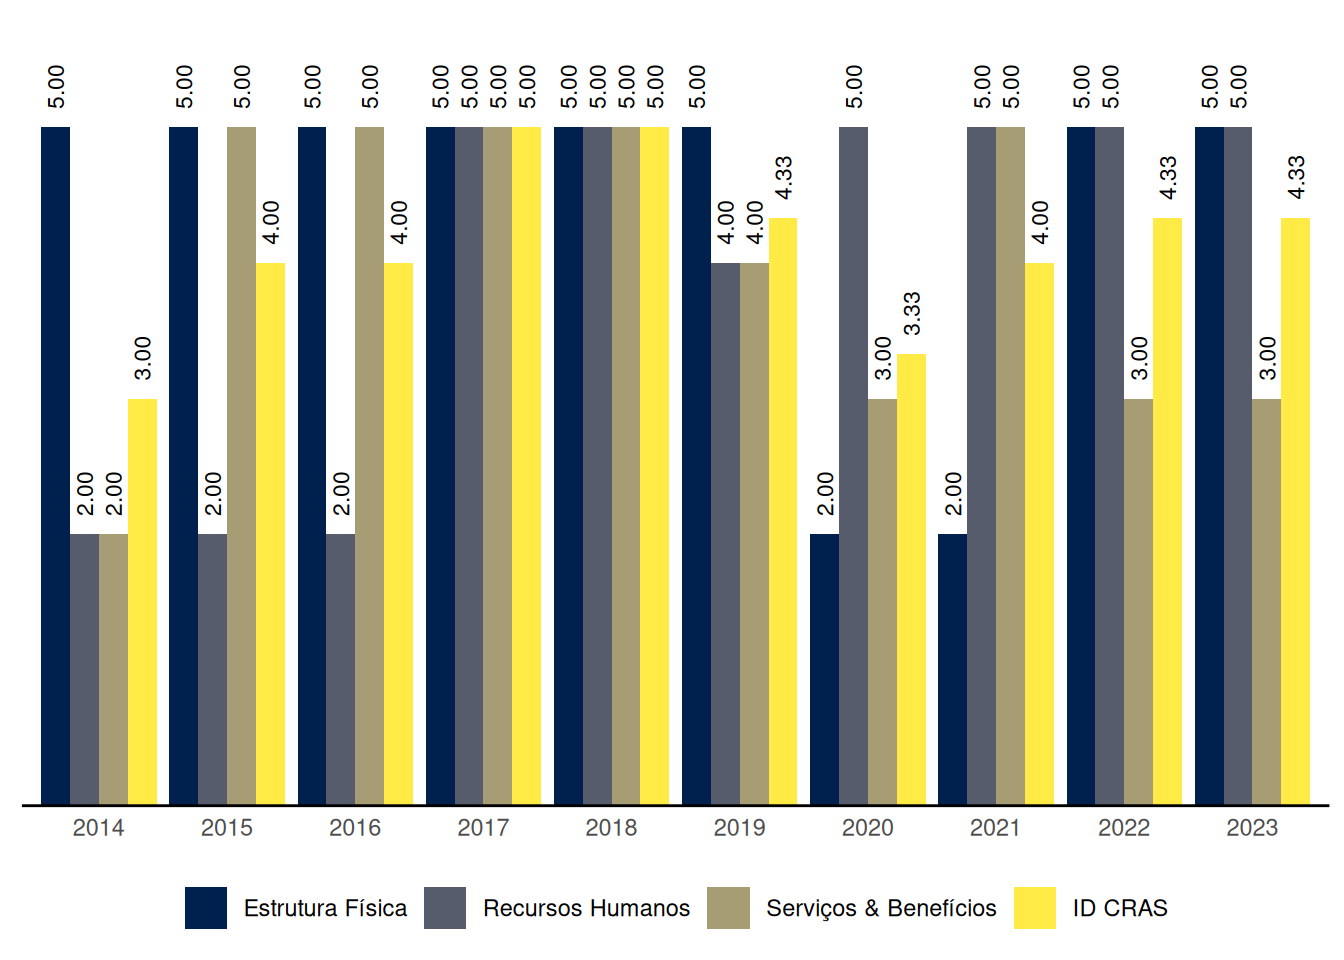 5.00 5.00 5.00 5.00 5.00 5.00 5.00 5.00 5.00 5.00 5.00 5.00 5.00 5.00 5.00 5.00 5.00 5.00 5.00 5.00 5.00
4.33 4.33 4.33
4.00 4.00 4.00 4.00 4.00
3.33
3.00 3.00 3.00 3.00
2.00 2.00 2.00 2.00 2.00 2.00
2014 2015 2016 2017 2018 2019 2020 2021 2022 2023
Estrutura Física Recursos Humanos Serviços & Benefícios ID CRAS